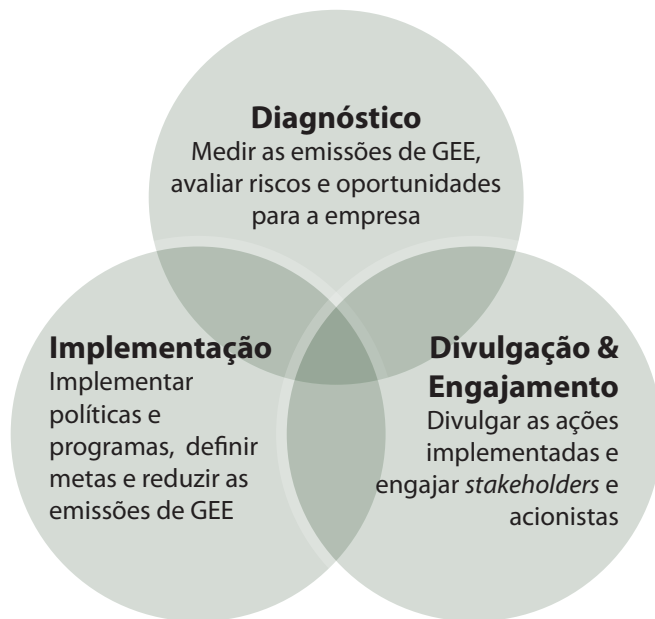 Diagnóstico
Medir as emissões de GEE,
avaliar riscos e oportunidades
para a empresa
Implementação
Implementar
políticas e
programas, definir
metas e reduzir as
emissões de GEE
Divulgação &
Engajamento
Divulgar as ações
implementadas e
engajar stakeholders e
acionistas